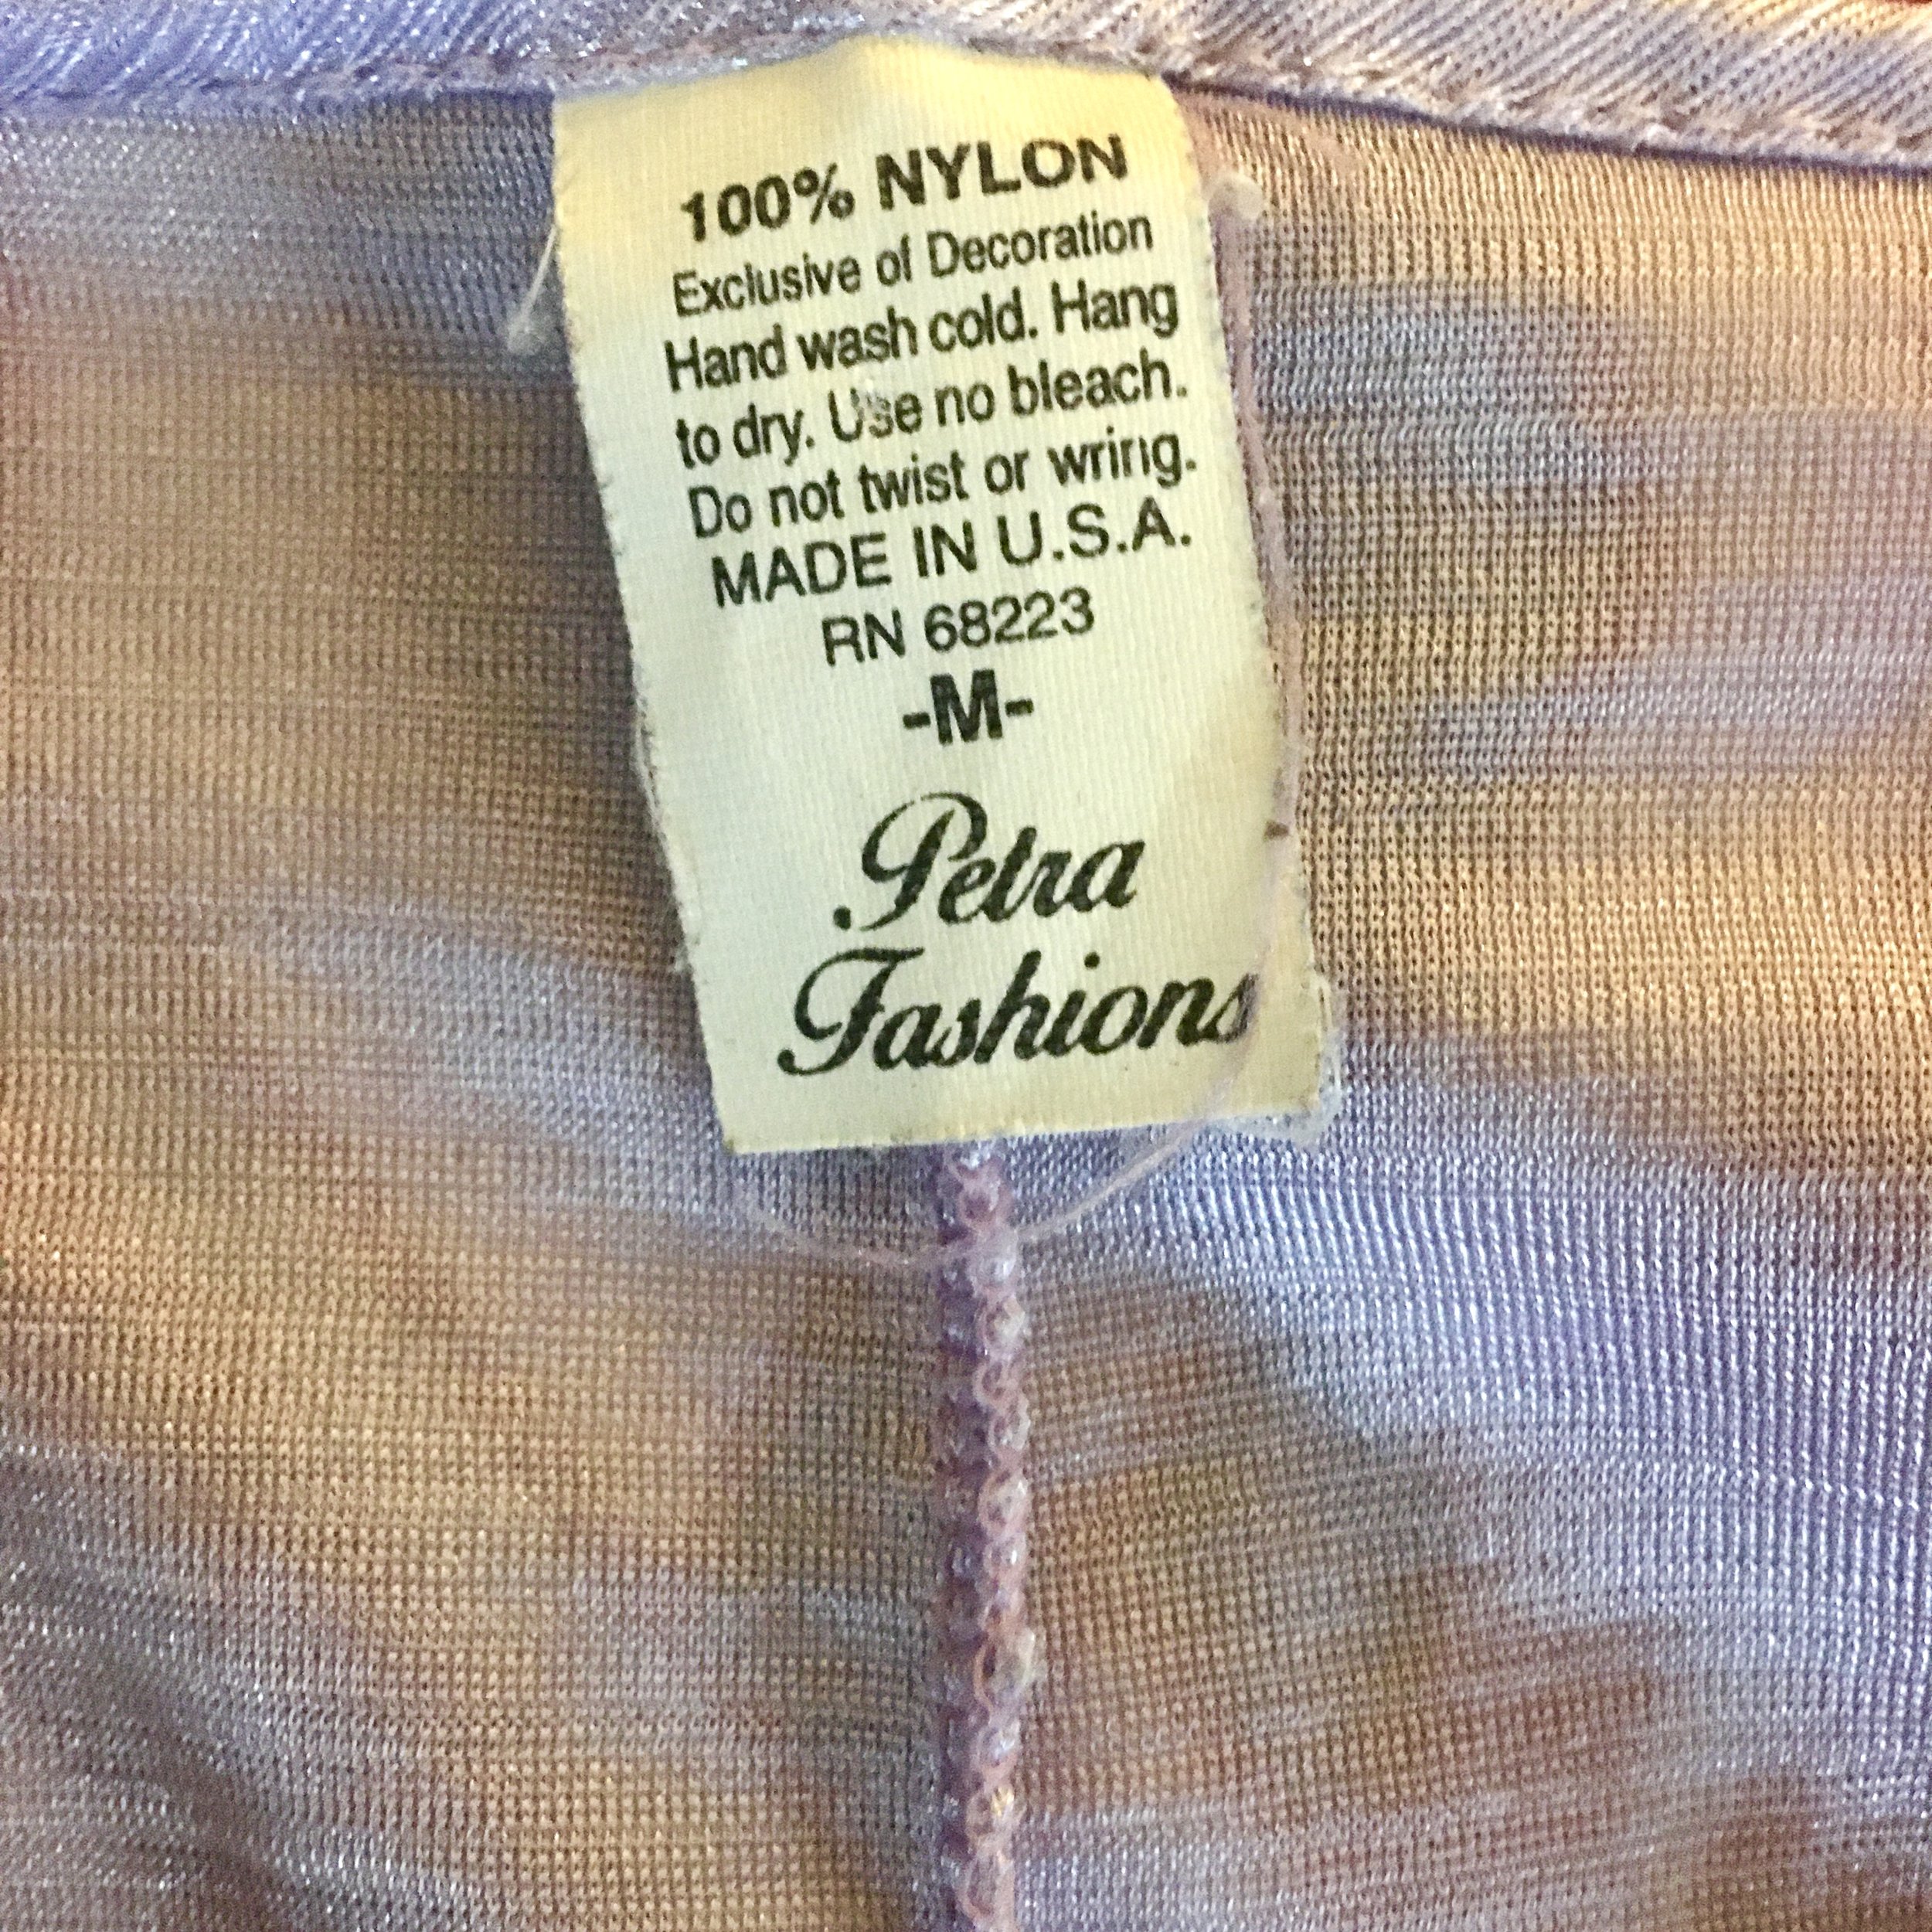 100% NYLON
Exclusive of Decoration
Hand wash cold. Hang
to dry. Use no bleach.
Do not twist or wring.
MADE IN U.S.A.
RN 68223
-M-
Petra
Fashions